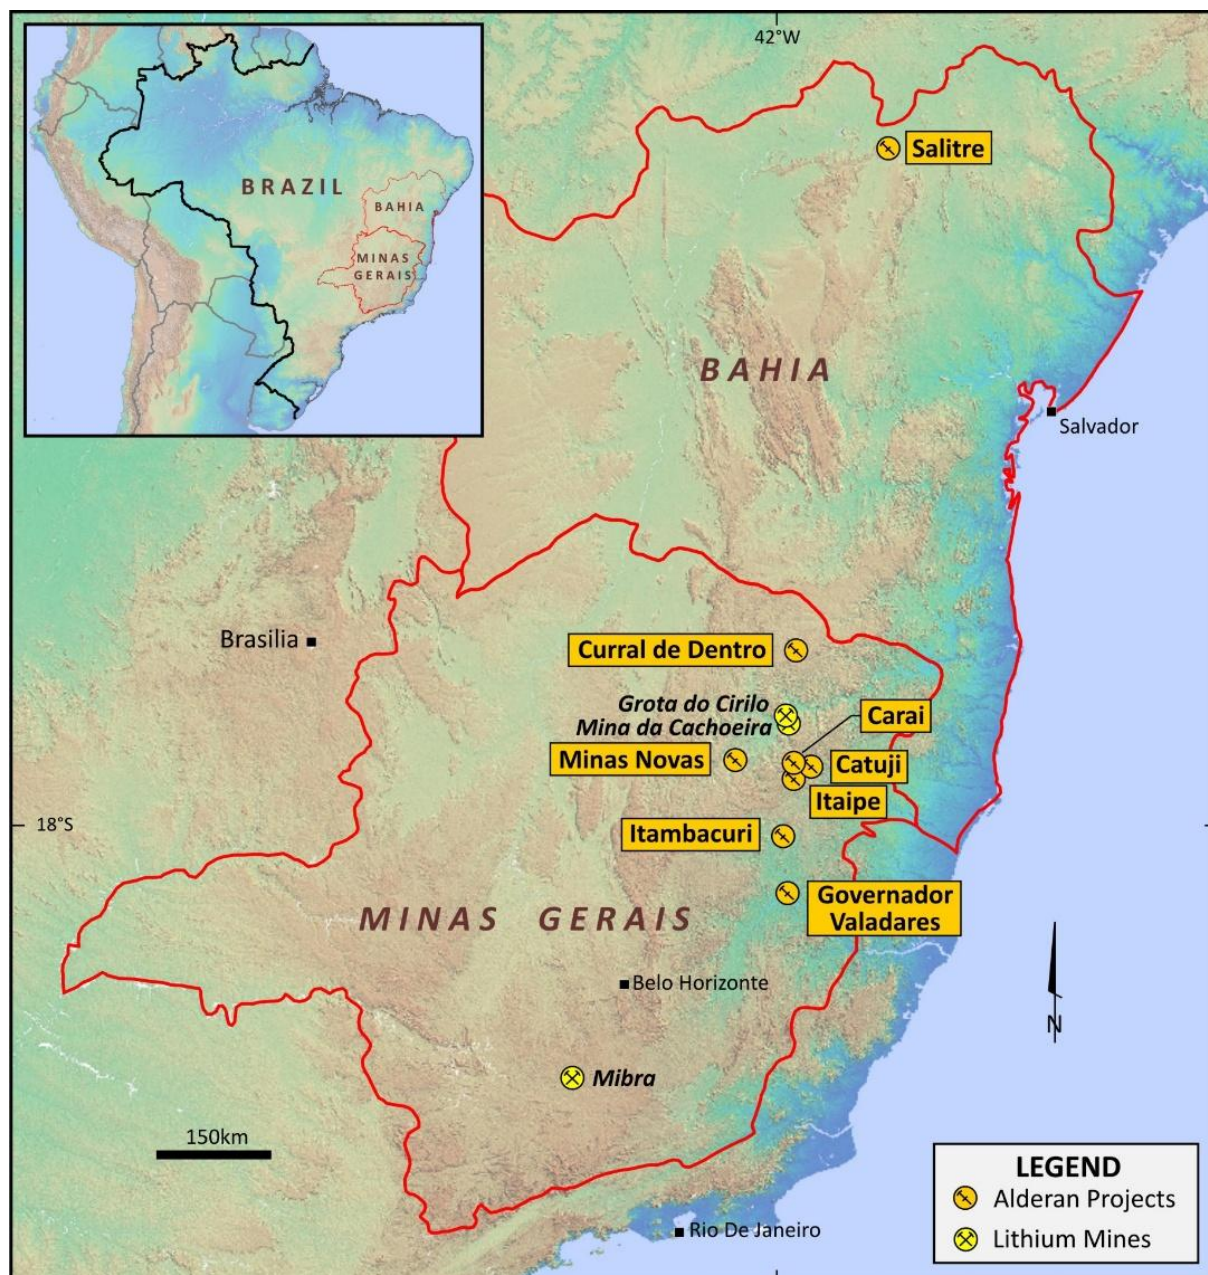 42°W
BRAZIL
BAHIA
MINAS
GERAIS
Salitre
BAHIA
Salvador
Brasilia
Curral de Dentro
Grota do Cirilo
Mina da Cachoeira
Carai
Minas Novas
Catuji
Itaipe
18°S
Itambacuri
Governador
Valadares
MINAS GERAIS
Belo Horizonte
N
Mibra
150km
Rio De Janeiro
LEGEND
Alderan Projects
Lithium Mines